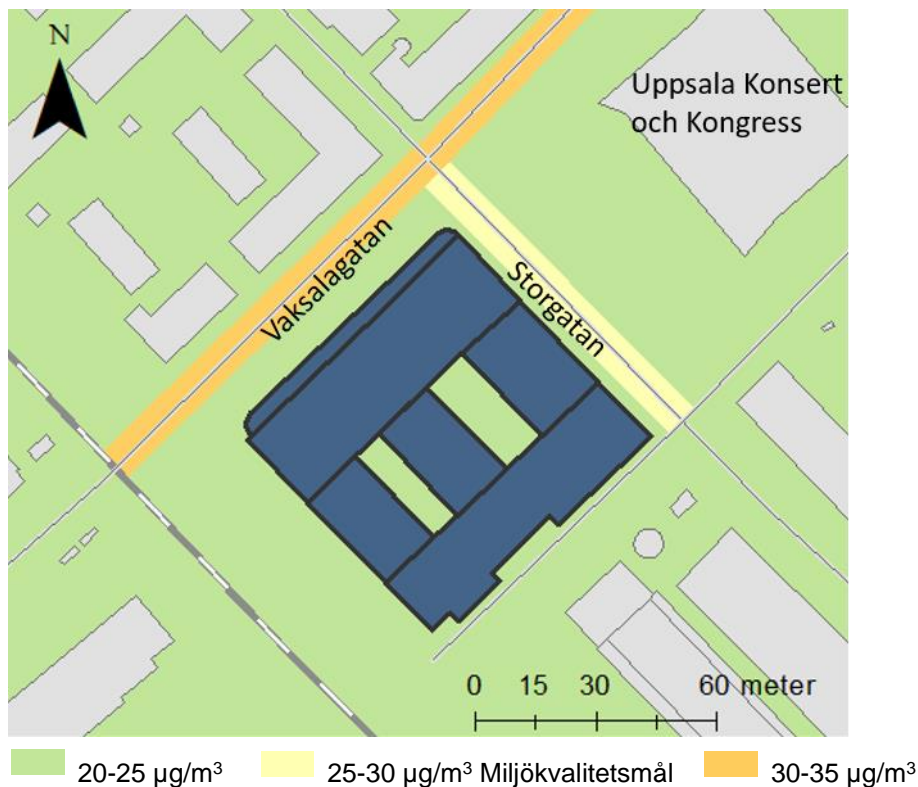 N
Uppsala Konsert
och Kongress
Vaksalagatan
Storgatan
0 15 30 60 meter
20-25 µg/m³ 25-30 µg/m³ Miljökvalitetsmål 30-35 µg/m³